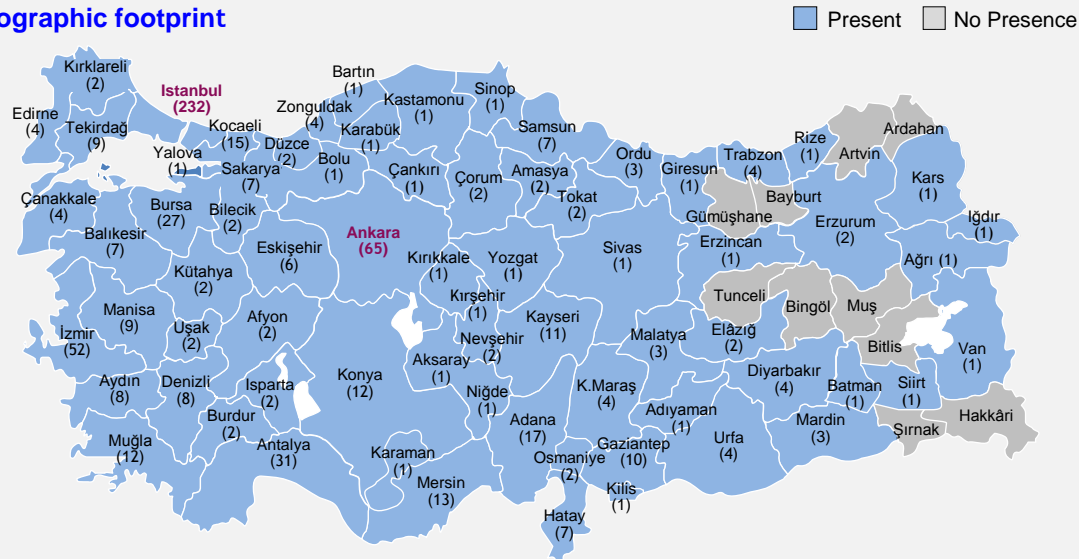 ographic footprint
Present
No Presence
Kırklareli
(2)
Edirne
(4)
Tekirdağ
(9)
Istanbul
(232)
Kocaeli
(15)
Yalova
(1)
Sakarya
(7)
Düzce
(2)
Zonguldak
(4)
Bartın
(1)
Karabük
(1)
Kastamonu
(1)
Sinop
(1)
Samsun
(7)
Bolu
(1)
Çankırı
(1)
Çorum
(2)
Amasya
(2)
Tokat
(2)
Ordu
(3)
Giresun
(1)
Trabzon
(4)
Rize
(1)
Artvin
Ardahan
Kars
(1)
Iğdır
(1)
Ağrı (1)
Erzurum
(2)
Bayburt
Gümüşhane
Erzincan
(1)
Çanakkale
(4)
Bursa
(27)
Bilecik
(2)
Balıkesir
(7)
Eskişehir
(6)
Kütahya
(2)
Ankara
(65)
Kırıkkale
(1)
Yozgat
(1)
Sivas
(1)
Kırşehir
(1)
Nevşehir
(2)
Kayseri
(11)
Malatya
(3)
Tunceli
Elâzığ
(2)
Bingöl
Muş
Bitlis
Van
(1)
Manisa
(9)
İzmir
(52)
Uşak
(2)
Afyon
(2)
Aydın
(8)
Denizli
(8)
Isparta
(2)
Burdur
(2)
Muğla
(12)
Antalya
(31)
Konya
(12)
Aksaray
(1)
Niğde
(1)
Karaman
(1)
Mersin
(13)
Adana
(17)
K.Maraş
(4)
Osmaniye
(2)
Hatay
(7)
Gaziantep
(10)
Kilis
(1)
Adıyaman
(1)
Urfa
(4)
Diyarbakır
(4)
Mardin
(3)
Batman
(1)
Siirt
(1)
Şırnak
Hakkâri